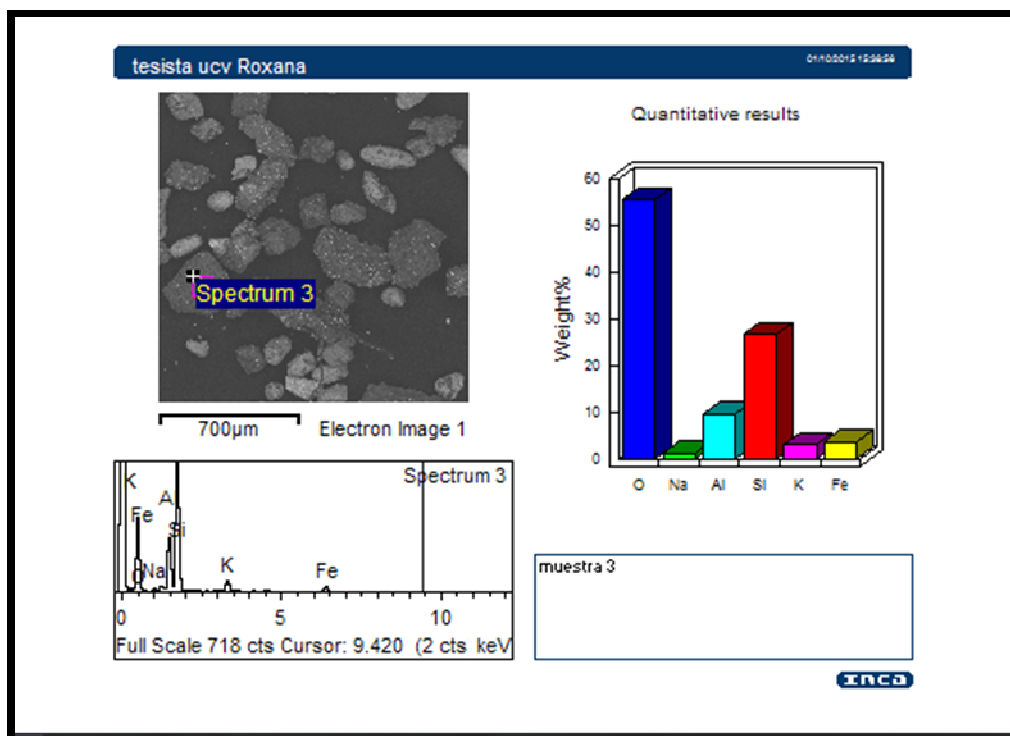 tesista ucv Roxana
Quantitative results
Spectrum 3
700µm
Electron Image 1
Weight%
60
50
40
30
20
10
0
O Na Al Si K Fe
Spectrum 3
K
A
Fe
Si
Na
K
Fe
0 5 10
Full Scale 718 cts Cursor: 9.420 (2 cts keV
muestra 3
INCA